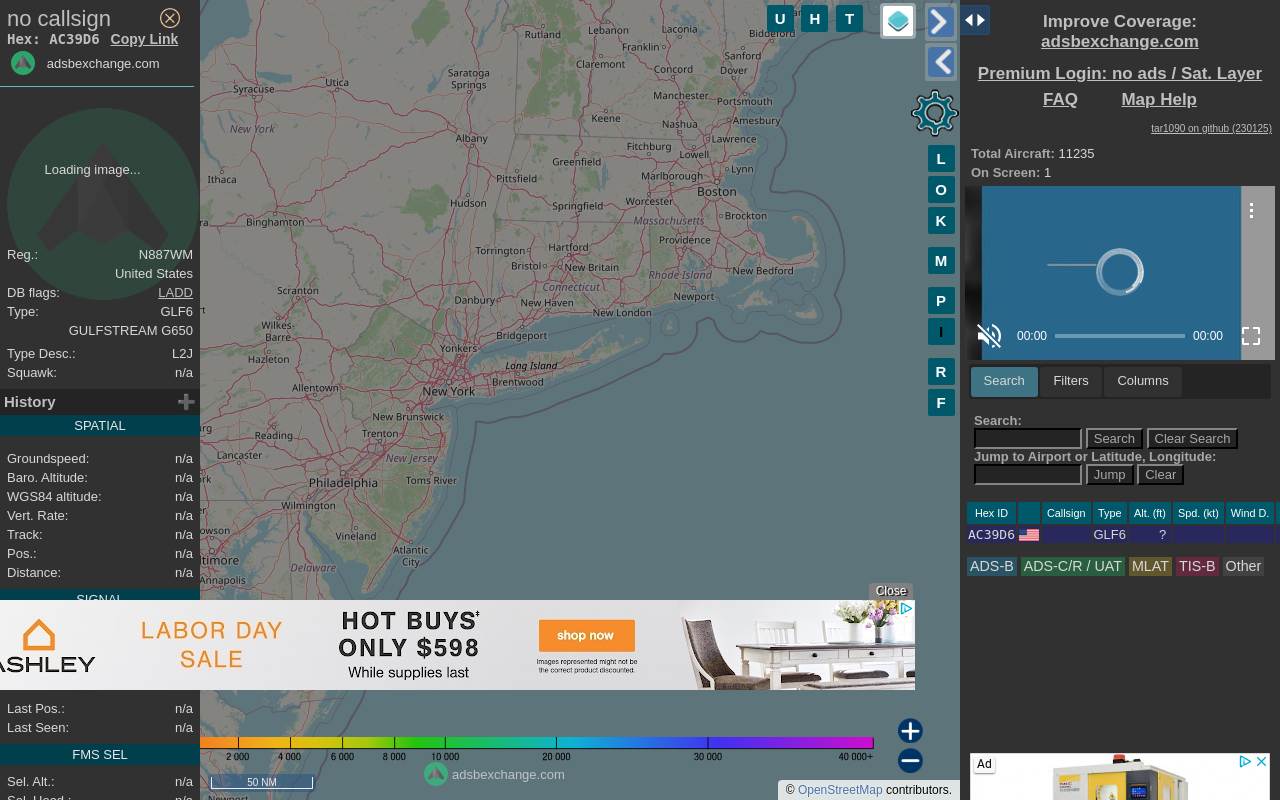 no callsign
Hex: AC39D6 Copy Link
adsbexchange.com
Loading image...
Reg.: N887WM
United States
DB flags: LADD
Type: GLF6
GULFSTREAM G650
Type Desc.: L2J
Squawk: n/a
History
SPATIAL
Groundspeed: n/a
Baro. Altitude: n/a
WGS84 altitude: n/a
Vert. Rate: n/a
Track: n/a
Pos.: n/a
Distance: n/a
SIGNAL
Last Pos.: n/a
Last Seen: n/a
FMS SEL
Sel. Alt.: n/a
Sel. Head.: n/a
U H T
L
O
K
M
P
I
R
F
Rutland
Lebanon
Laconia
Biddeford
Franklin
Claremont
Sanford
Concord
Dover
Saratoga
Springs
Utica
Syracuse
Manchester
Portsmouth
Keene
Amesbury
New York
Nashua
Albany
Lawrence
Fitchburg
Lowell
Greenfield
Lynn
Ithaca
Pittsfield
Marlborough
Boston
Hudson
Springfield
Worcester
Massachusetts
Brockton
Binghamton
Providence
Torrington
Hartford
Bristol
New Britain
Rhode Island
New Bedford
Connecticut
Newport
Scranton
Danbury
New Haven
New London
Wilkes-
Barre
Bridgeport
Hazleton
Yonkers
Long Island
Brentwood
Allentown
New York
New Brunswick
Reading
Trenton
Lancaster
New Jersey
Philadelphia
Toms River
Wilmington
Vineland
Atlantic
City
Delaware
Annapolis
Close
ASHLEY
LABOR DAY
SALE
HOT BUYS‡
ONLY $598
While supplies last
shop now
Images represented might not be
the correct product discounted.
2 000 4 000 6 000 8 000 10 000 20 000 30 000 40 000+
adsbexchange.com
50 NM
Newport
© OpenStreetMap contributors.
Improve Coverage:
adsbexchange.com
Premium Login: no ads / Sat. Layer
FAQ Map Help
tar1090 on github (230125)
Total Aircraft: 11235
On Screen: 1
00:00 00:00
Search Filters Columns
Search:
Search Clear Search
Jump to Airport or Latitude, Longitude:
Jump Clear
Hex ID Callsign Type Alt. (ft) Spd. (kt) Wind D.
AC39D6 GLF6 ?
ADS-B ADS-C/R / UAT MLAT TIS-B Other
Ad